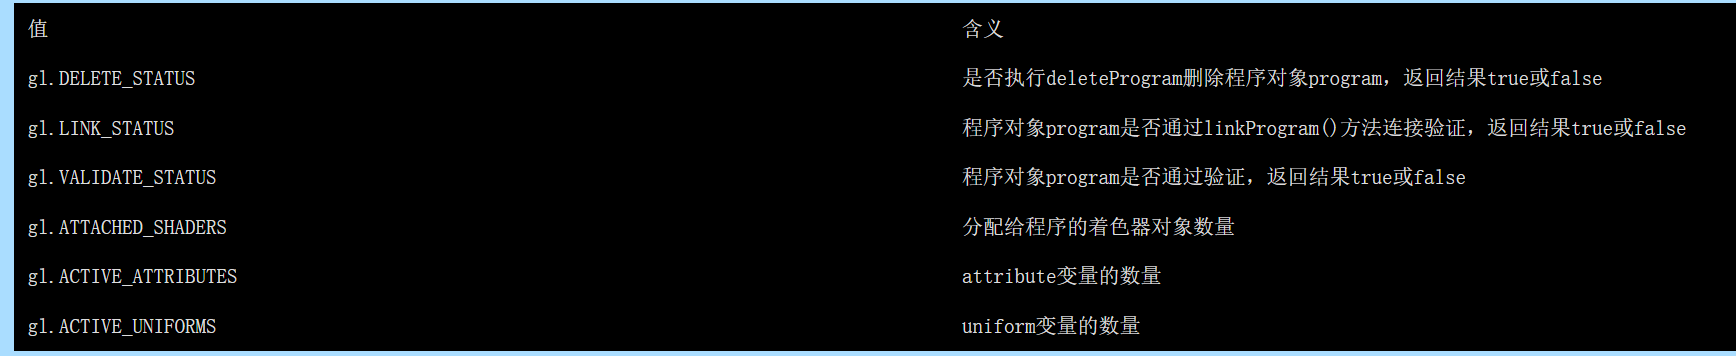 值 含义
gl.DELETE_STATUS 是否执行deleteProgram删除程序对象program，返回结果true或false
gl.LINK_STATUS 程序对象program是否通过linkProgram()方法连接验证，返回结果true或false
gl.VALIDATE_STATUS 程序对象program是否通过验证，返回结果true或false
gl.ATTACHED_SHADERS 分配给程序的着色器对象数量
gl.ACTIVE_ATTRIBUTES attribute变量的数量
gl.ACTIVE_UNIFORMS uniform变量的数量